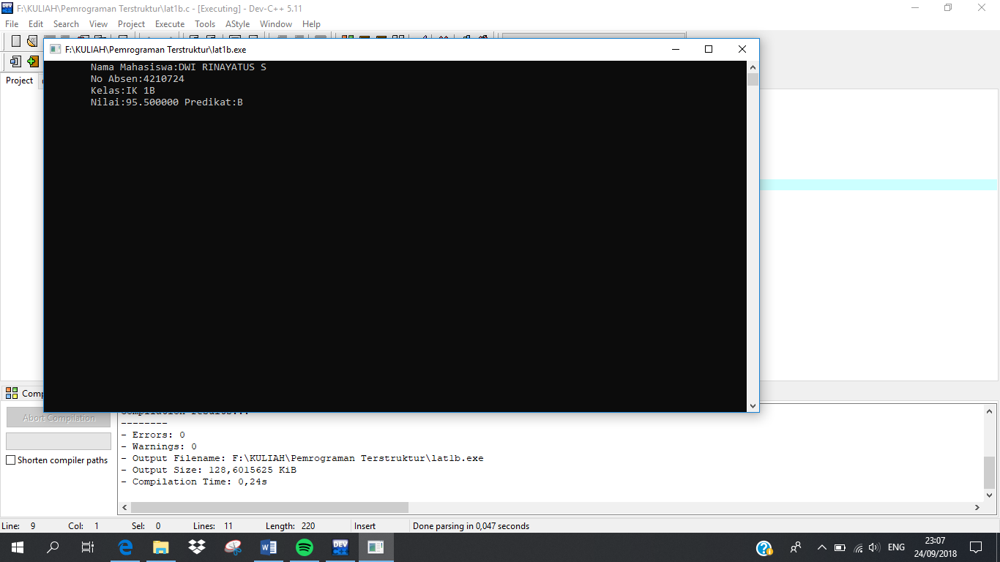 F:\KULIAH\Pemrograman Terstruktur\lat1b.c - [Executing] - Dev-C++ 5.11
File Edit Search View Project Execute Tools AStyle Window Help
F:\KULIAH\Pemrograman Terstruktur\lat1b.exe
Project
Nama Mahasiswa:DWI RINAYATUS S
No Absen:4210724
Kelas:IK 1B
Nilai:95.500000 Predikat:B
Abort Compilation
Shorten compiler paths
Compilation results...
--------
- Errors: 0
- Warnings: 0
- Output Filename: F:\KULIAH\Pemrograman Terstruktur\lat1b.exe
- Output Size: 128,6015625 KiB
- Compilation Time: 0,24s
Line: 9 Col: 1 Sel: 0 Lines: 11 Length: 220 Insert Done parsing in 0,047 seconds
DEV
ENG
23:07
24/09/2018